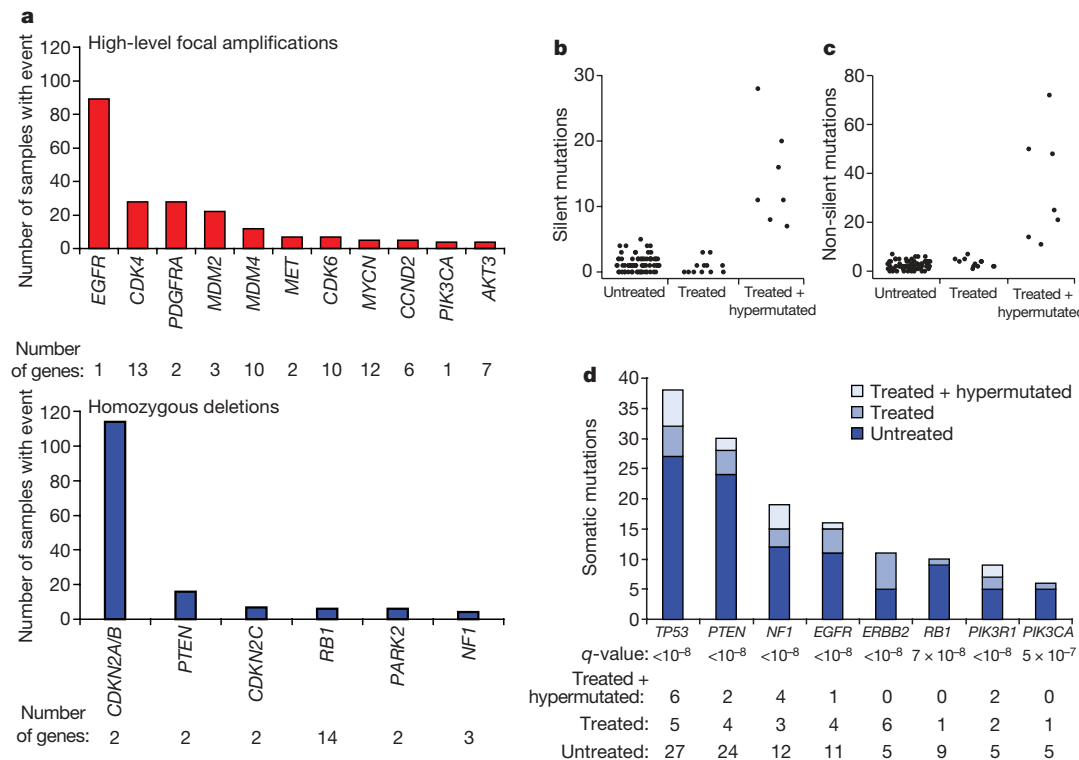 a
High-level focal amplifications
Number of samples with event
120
100
80
60
40
20
0
EGFR CDK4 PDGFRA MDM2 MDM4 MET CDK6 MYCN CCND2 PIK3CA AKT3
Number
of genes: 1 13 2 3 10 2 10 12 6 1 7
Homozygous deletions
Number of samples with event
120
100
80
60
40
20
0
CDKN2A/B PTEN CDKN2C RB1 PARK2 NF1
Number
of genes: 2 2 2 14 2 3
b
Silent mutations
30
20
10
0
Untreated Treated Treated +
hypermutated
c
Non-silent mutations
80
60
40
20
0
Untreated Treated Treated +
hypermutated
d
Somatic mutations
40
35
30
25
20
15
10
5
0
Treated + hypermutated
Treated
Untreated
TP53 PTEN NF1 EGFR ERBB2 RB1 PIK3R1 PIK3CA
q-value: <10⁻⁸ <10⁻⁸ <10⁻⁸ <10⁻⁸ <10⁻⁸ 7 × 10⁻⁸ <10⁻⁸ 5 × 10⁻⁷
Treated +
hypermutated: 6 2 4 1 0 0 2 0
Treated: 5 4 3 4 6 1 2 1
Untreated: 27 24 12 11 5 9 5 5